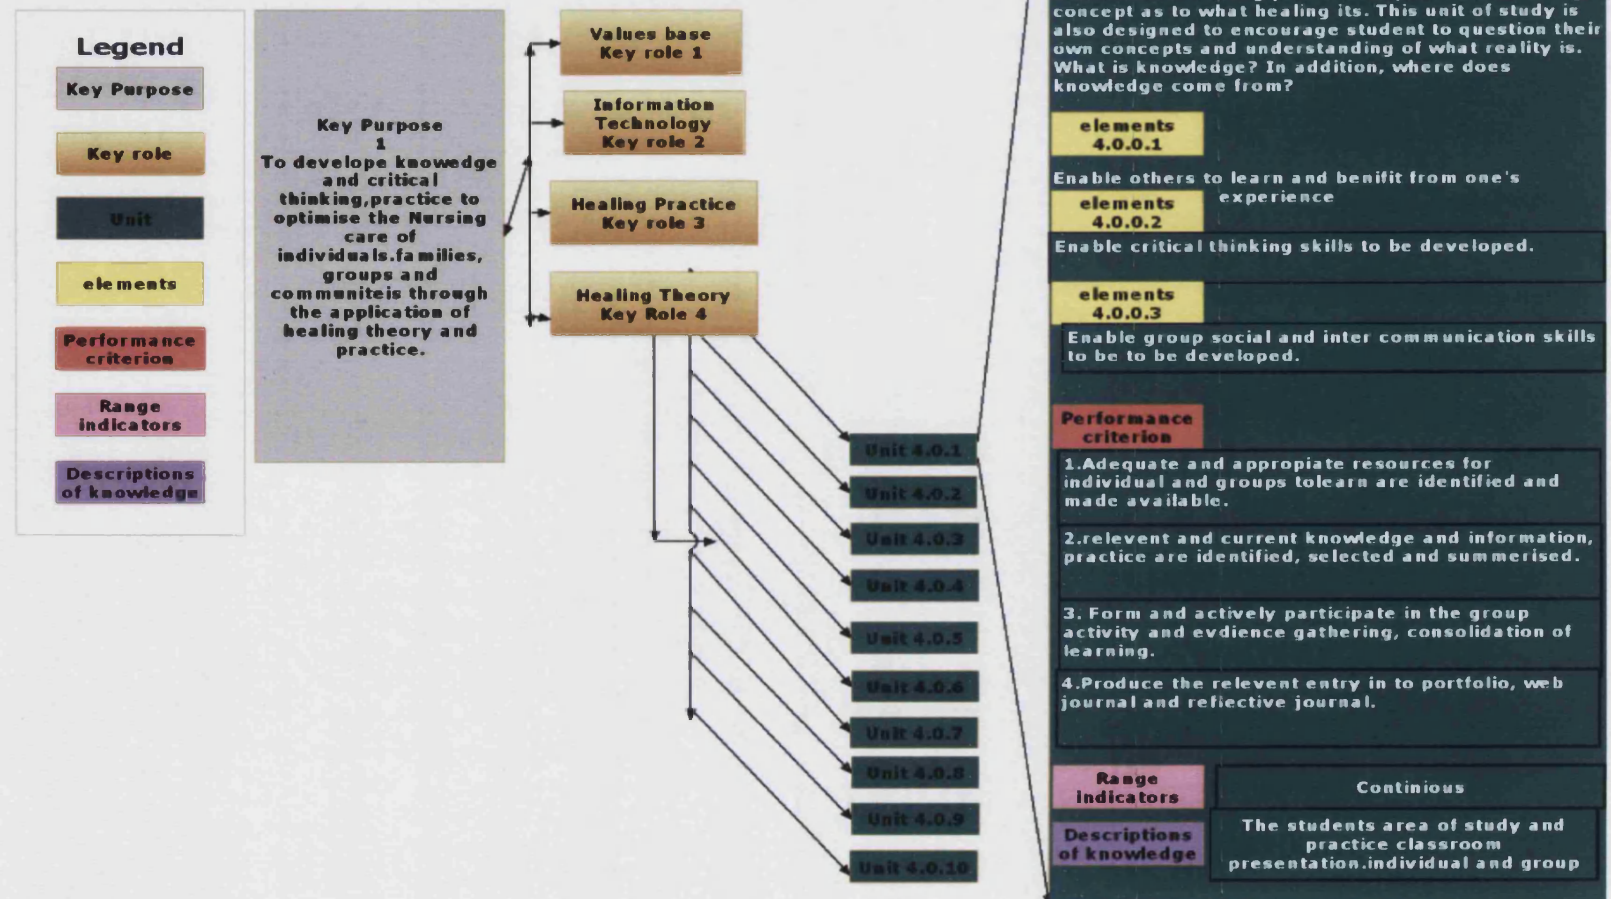 Legend
Key Purpose
Key role
Unit
elements
Performance
criterion
Range
indicators
Descriptions
of knowledge
Key Purpose
1
To develope knowedge
and critical
thinking,practice to
optimise the Nursing
care of
individuals.families,
groups and
communiteis through
the application of
healing theory and
practice.
Values base
Key role 1
Information
Technology
Key role 2
Healing Practice
Key role 3
Healing Theory
Key Role 4
Unit 4.0.1
Unit 4.0.2
Unit 4.0.3
Unit 4.0.4
Unit 4.0.5
Unit 4.0.6
Unit 4.0.7
Unit 4.0.8
Unit 4.0.9
Unit 4.0.10
concept as to what healing its. This unit of study is
also designed to encourage student to question their
own concepts and understanding of what reality is.
What is knowledge? In addition, where does
knowledge come from?
elements
4.0.0.1
Enable others to learn and benifit from one's
experience
elements
4.0.0.2
Enable critical thinking skills to be developed.
elements
4.0.0.3
Enable group social and inter communication skills
to be to be developed.
Performance
criterion
1.Adequate and appropiate resources for
individual and groups tolearn are identified and
made available.
2.relevent and current knowledge and information,
practice are identified, selected and summerised.
3. Form and actively participate in the group
activity and evdience gathering, consolidation of
learning.
4.Produce the relevent entry in to portfolio, web
journal and reflective journal.
Range
indicators
Continious
Descriptions
of knowledge
The students area of study and
practice classroom
presentation.individual and group